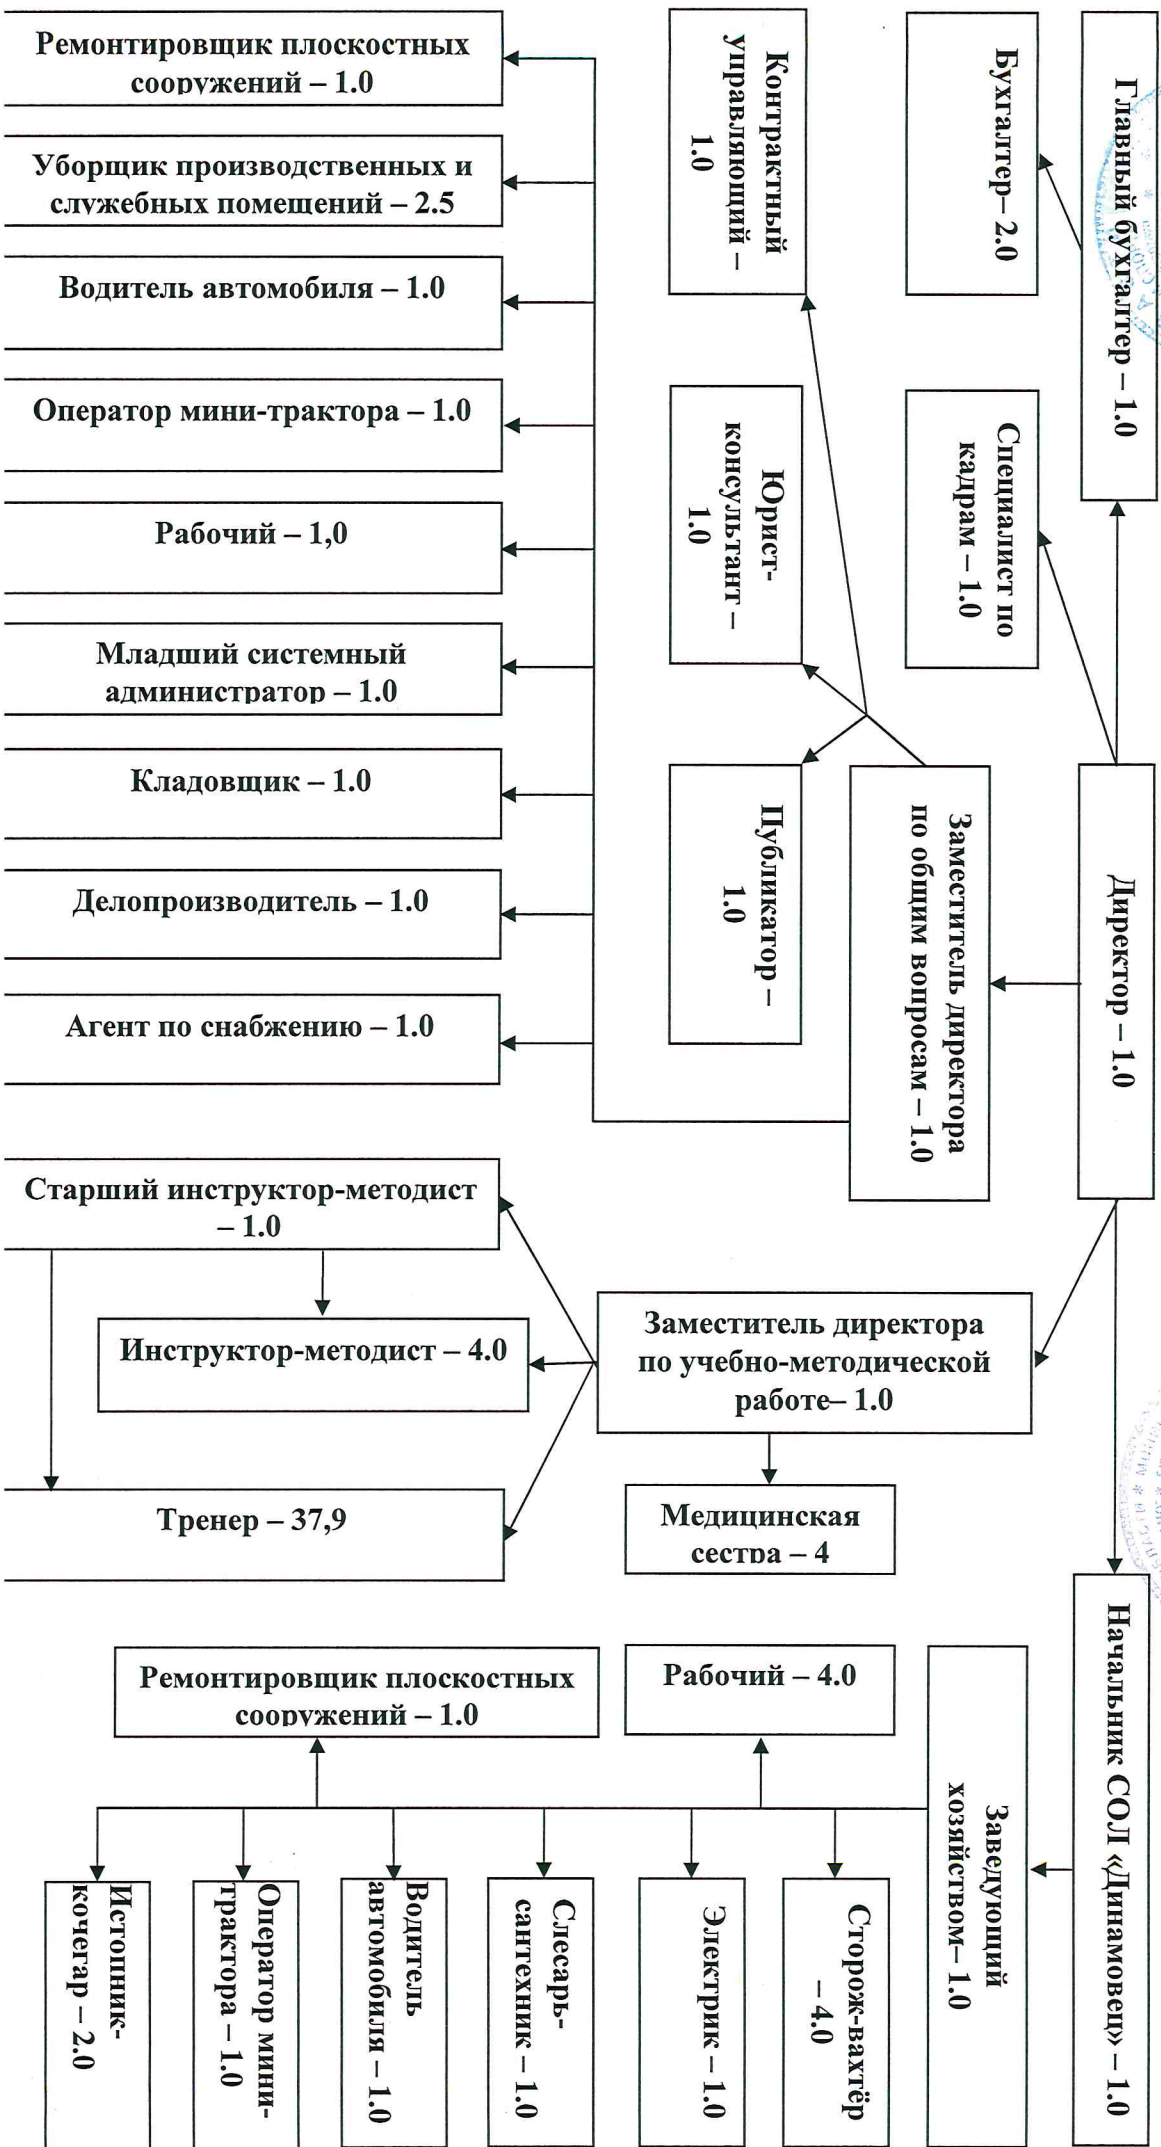 Директор – 1.0
Главный бухгалтер – 1.0
Начальник СОЛ «Динамовец» – 1.0
Бухгалтер– 2.0
Специалист по
кадрам – 1.0
Заместитель директора
по общим вопросам – 1.0
Заместитель директора
по учебно-методической
работе– 1.0
Заведующий
хозяйством– 1.0
Контрактный
управляющий –
1.0
Юрист-
консультант –
1.0
Публикатор –
1.0
Медицинская
сестра – 4
Ремонтировщик плоскостных
сооружений – 1.0
Уборщик производственных и
служебных помещений – 2.5
Водитель автомобиля – 1.0
Оператор мини-трактора – 1.0
Рабочий – 1,0
Младший системный
администратор – 1.0
Кладовщик – 1.0
Делопроизводитель – 1.0
Агент по снабжению – 1.0
Старший инструктор-методист
– 1.0
Инструктор-методист – 4.0
Тренер – 37,9
Рабочий – 4.0
Ремонтировщик плоскостных
сооружений – 1.0
Сторож-вахтёр
– 4.0
Электрик – 1.0
Слесарь-
сантехник – 1.0
Водитель
автомобиля – 1.0
Оператор мини-
трактора – 1.0
Истопник-
кочегар – 2.0